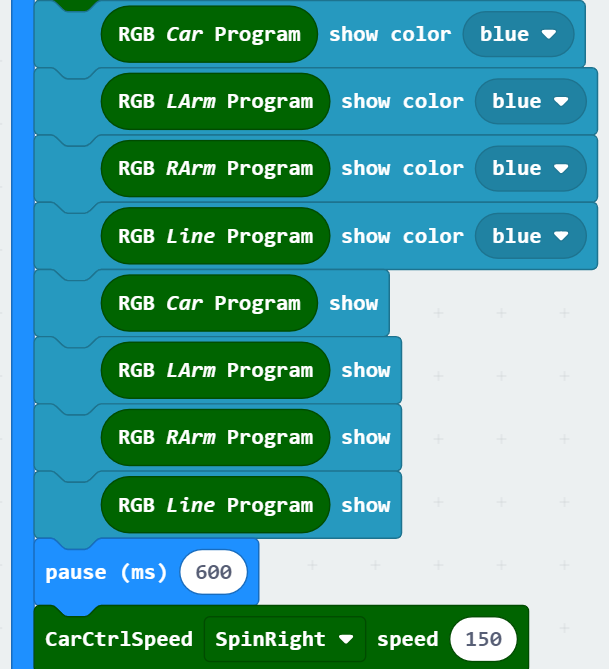 RGB Car Program show color blue
RGB LArm Program show color blue
RGB RArm Program show color blue
RGB Line Program show color blue
RGB Car Program show
RGB LArm Program show
RGB RArm Program show
RGB Line Program show
pause (ms) 600
CarCtrlSpeed SpinRight speed 150